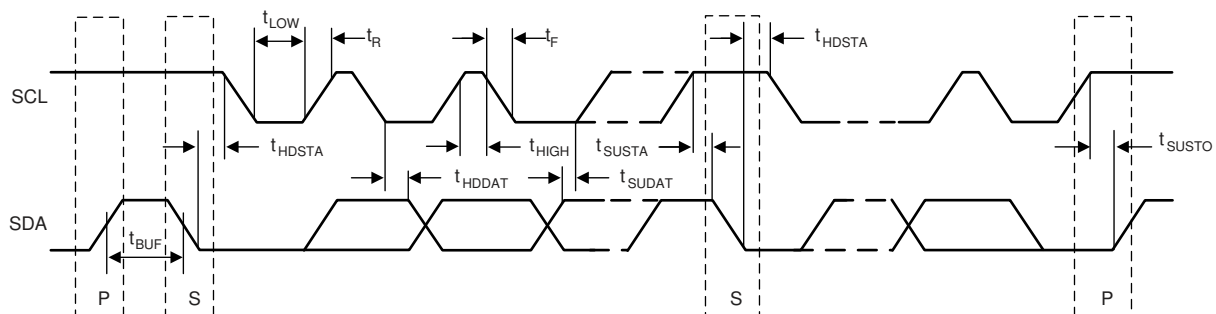 tLOW
tR
tF
tHDSTA
SCL
tHDSTA
tHIGH
tSUSTA
tSUSTO
tHDDAT
tSUDAT
SDA
tBUF
P
S
S
P